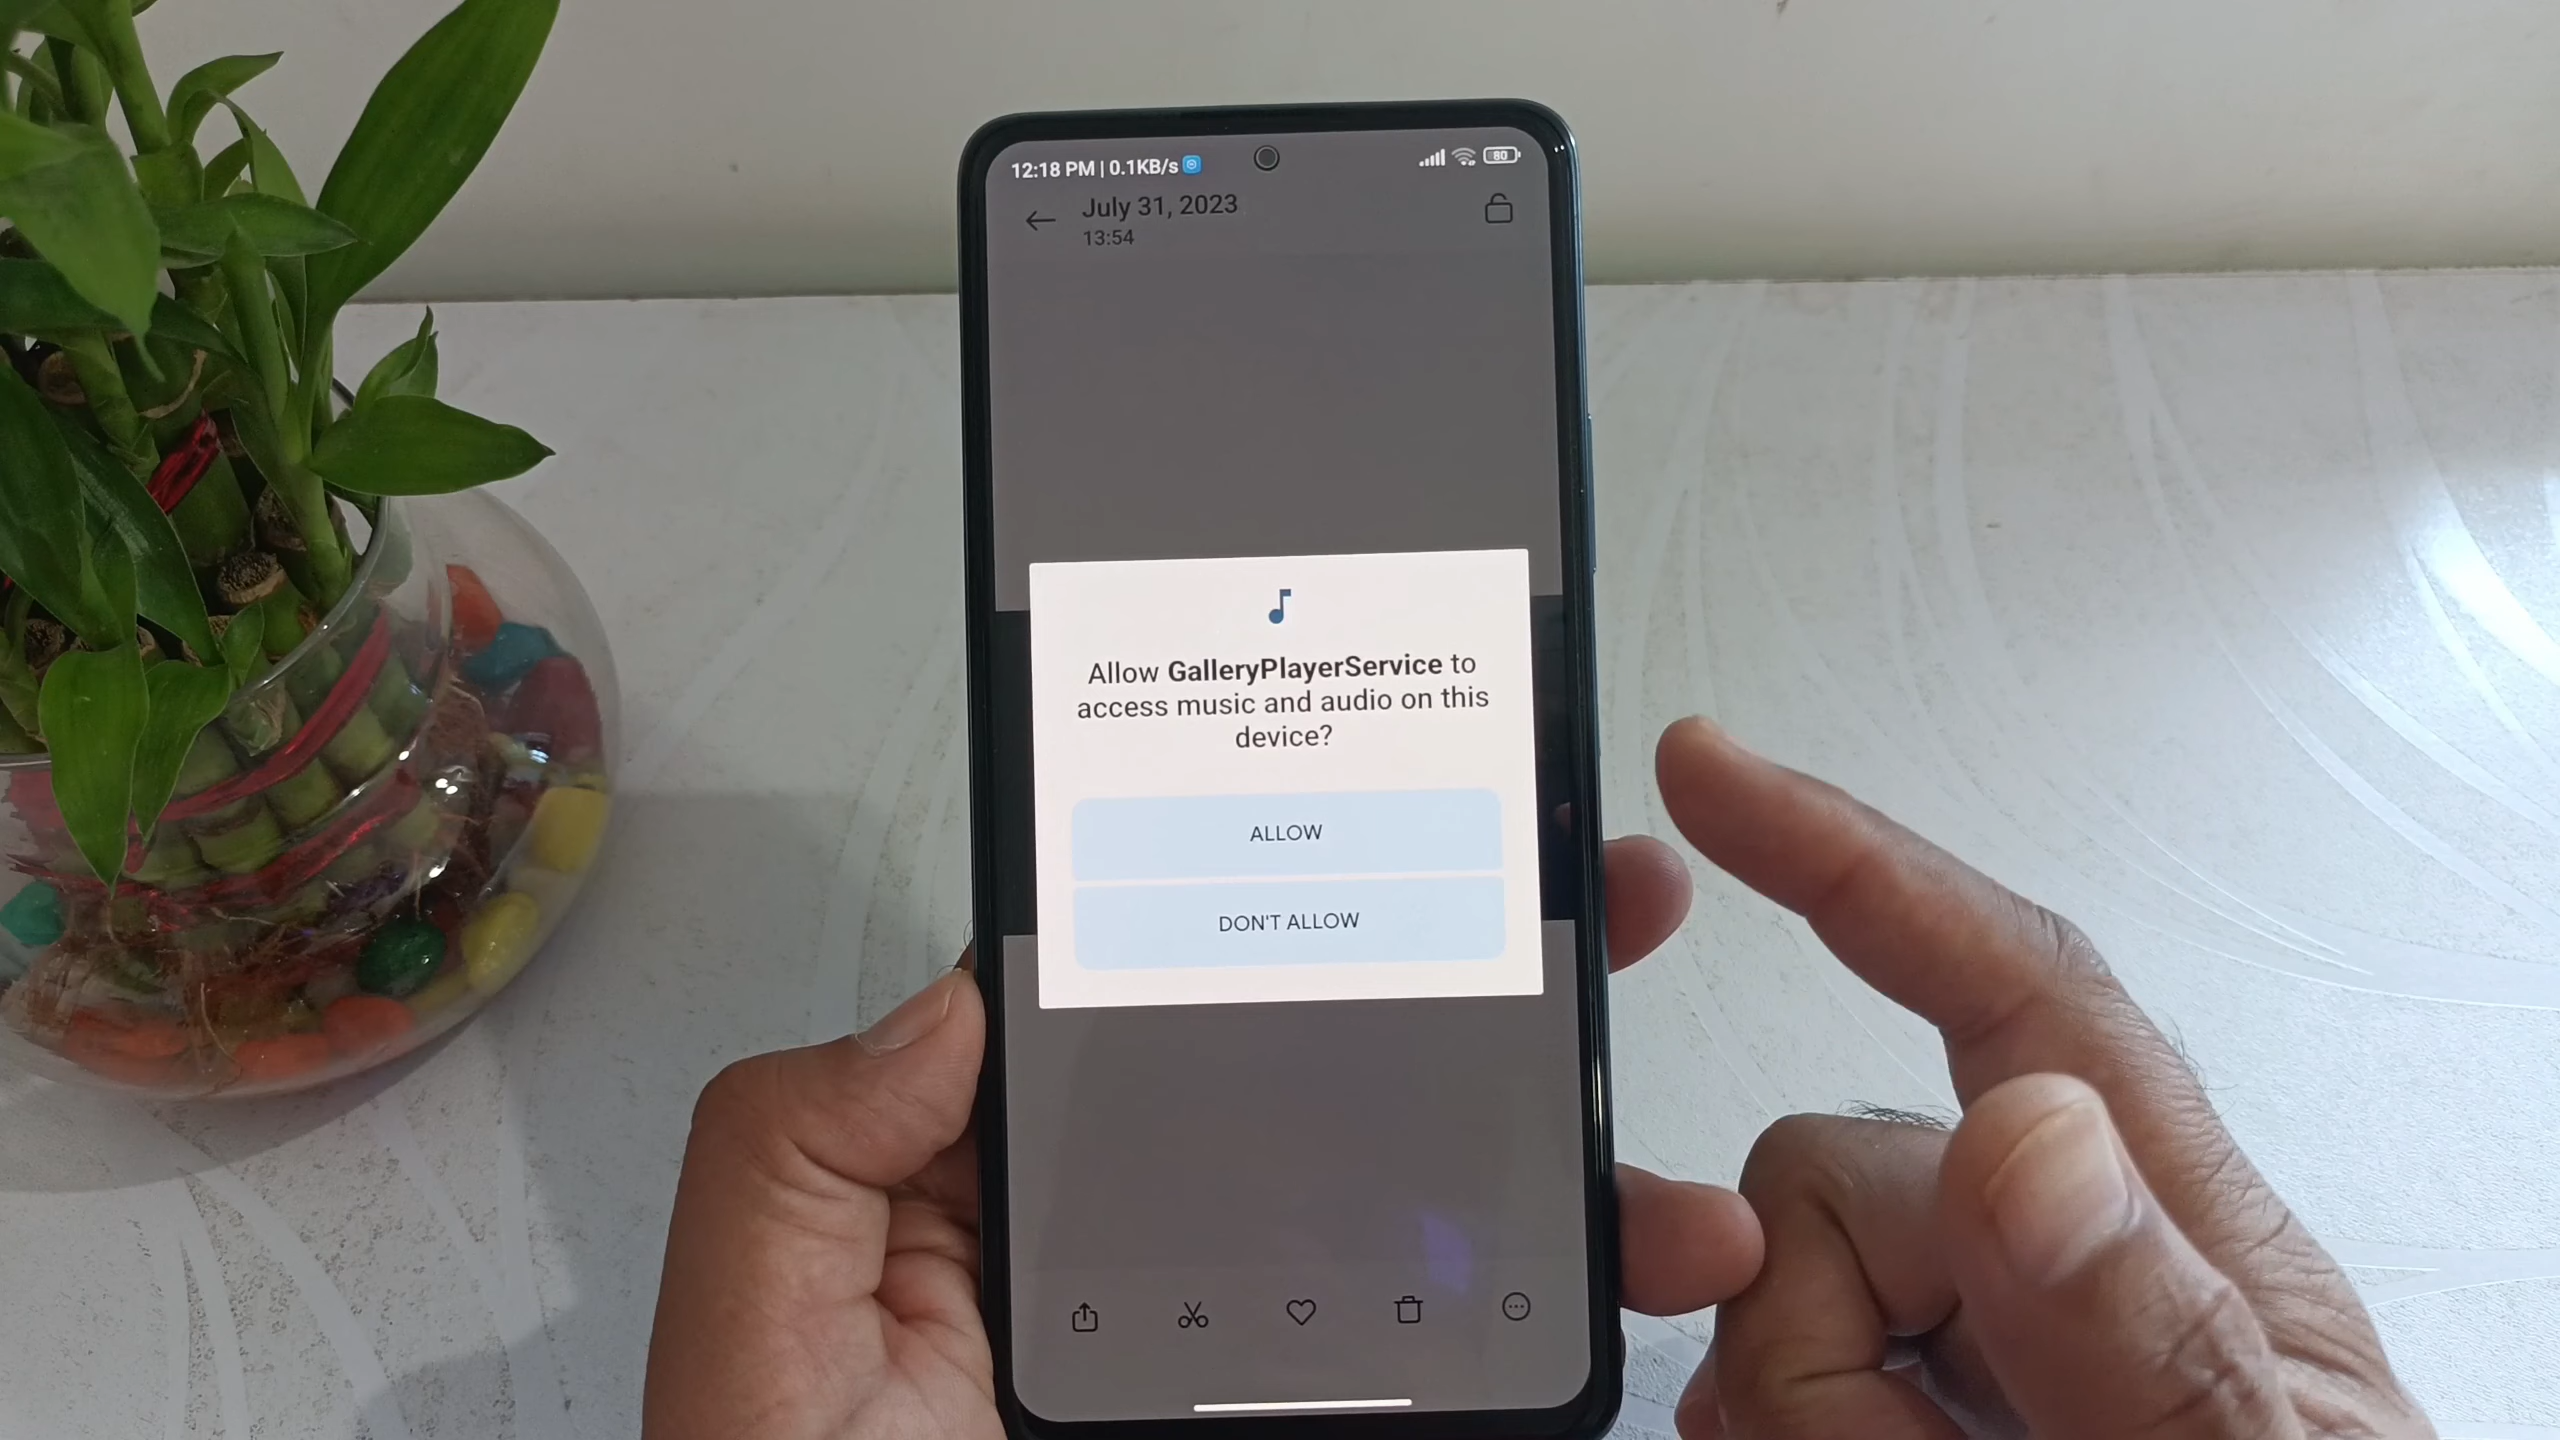 12:18 PM | 0.1KB/s
80
July 31, 2023
13:54
Allow GalleryPlayerService to
access music and audio on this
device?
ALLOW
DON'T ALLOW